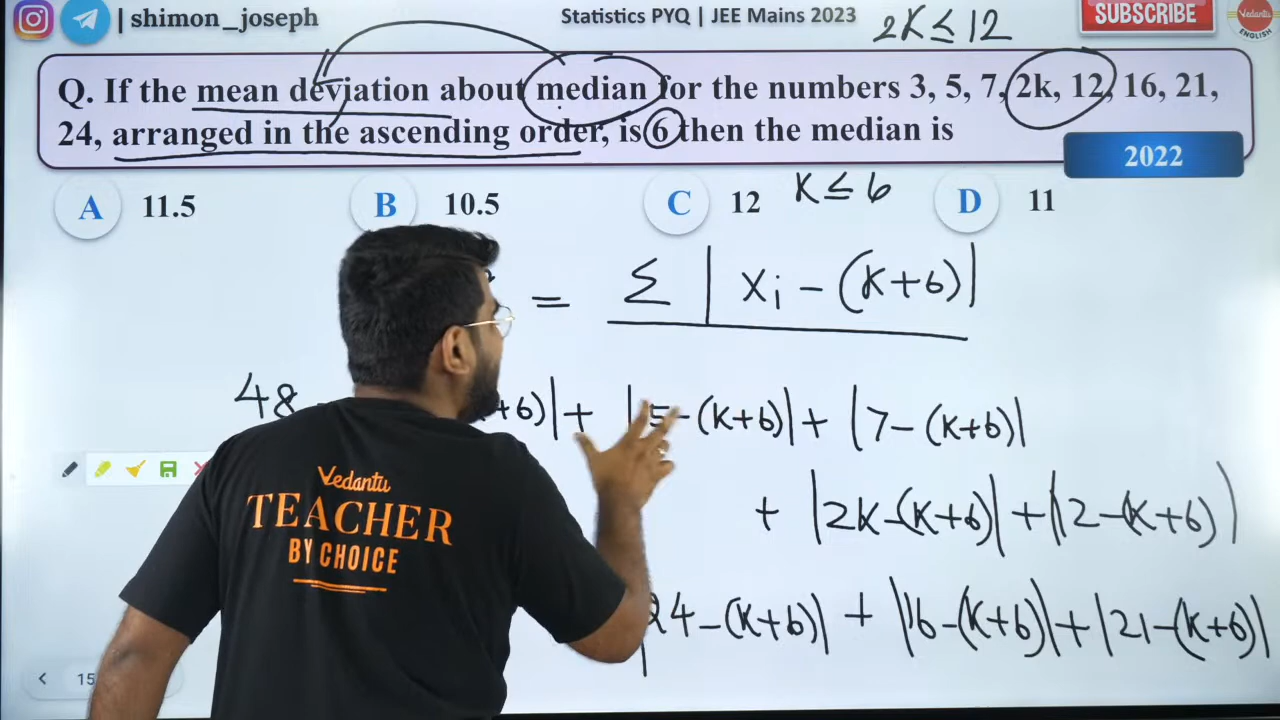 | shimon_joseph
Statistics PYQ | JEE Mains 2023
2K ≤ 12
SUBSCRIBE
Vedantu
ENGLISH
Q. If the mean deviation about median for the numbers 3, 5, 7, 2k, 12, 16, 21,
24, arranged in the ascending order, is 6 then the median is
2022
A 11.5
B 10.5
C 12
K ≤ 6
D 11
= Σ | xi - (K+6)|
48
+6)| + |5-(K+6)| + |7-(K+6)|
+ |2K-(K+6)| + |12-(K+6)|
24-(K+6)| + |16-(K+6)| + |21-(K+6)|
Vedantu
TEACHER
BY CHOICE
15